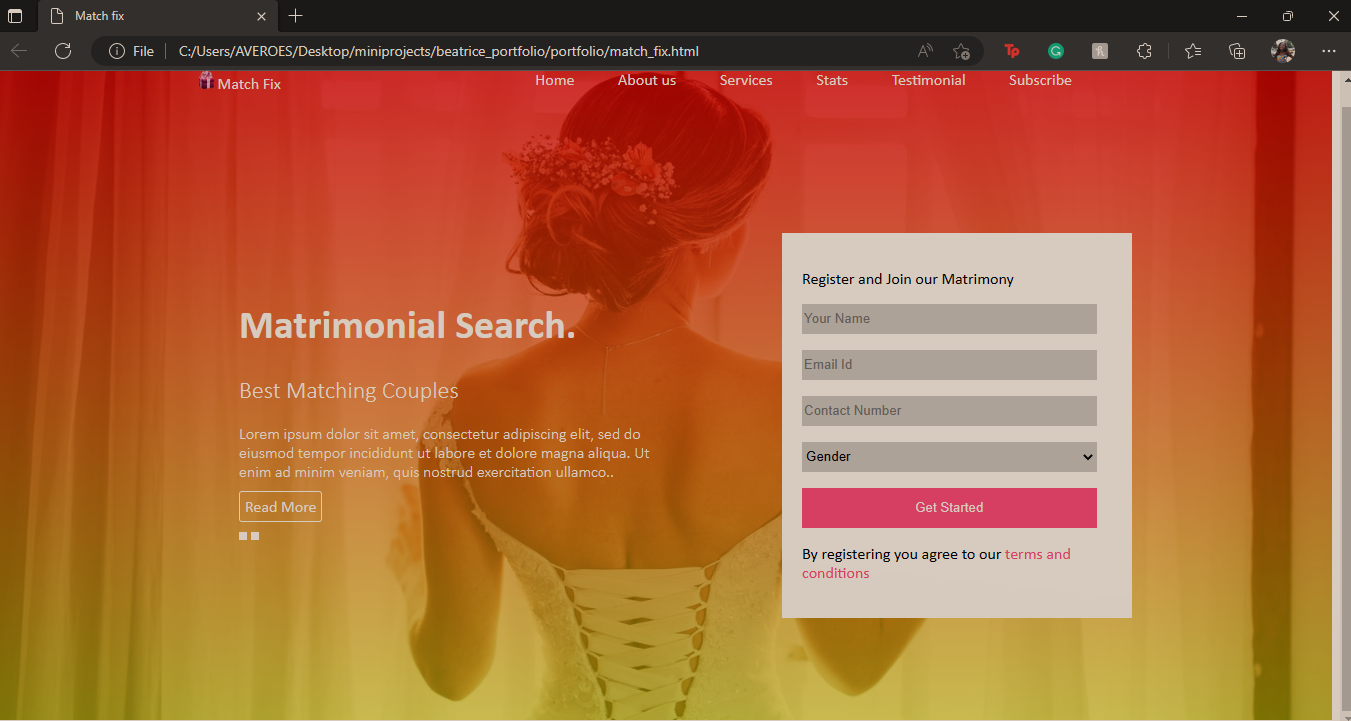 Match fix
File
C:/Users/AVEROES/Desktop/miniprojects/beatrice_portfolio/portfolio/match_fix.html
Match Fix
Home
About us
Services
Stats
Testimonial
Subscribe
Matrimonial Search.
Best Matching Couples
Lorem ipsum dolor sit amet, consectetur adipiscing elit, sed do
eiusmod tempor incididunt ut labore et dolore magna aliqua. Ut
enim ad minim veniam, quis nostrud exercitation ullamco..
Read More
Register and Join our Matrimony
Your Name
Email Id
Contact Number
Gender
Get Started
By registering you agree to our terms and
conditions